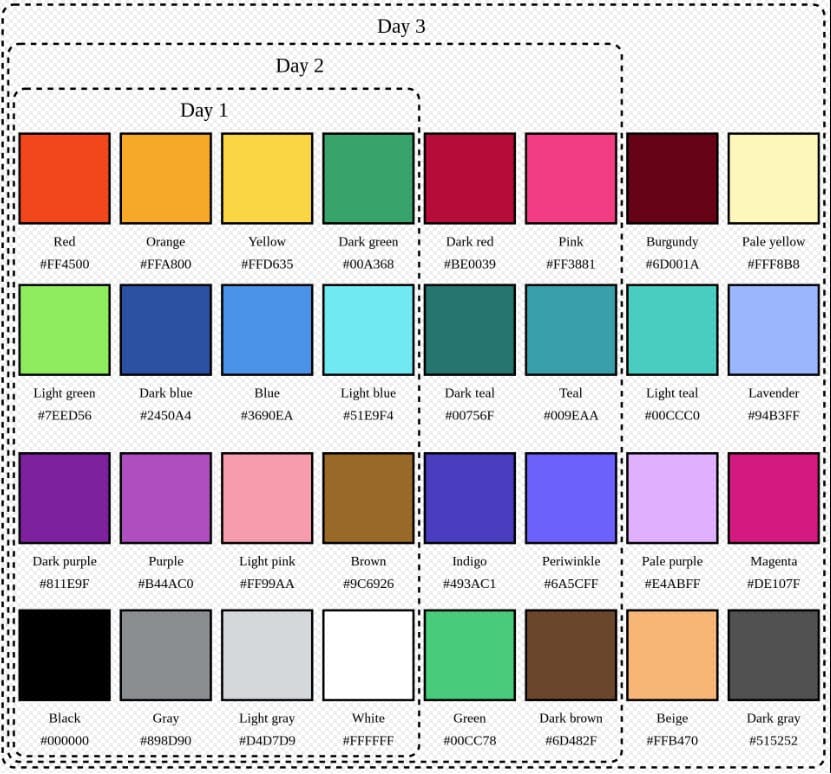 Day 3
Day 2
Day 1
Red Orange Yellow Dark green Dark red Pink Burgundy Pale yellow
#FF4500 #FFA800 #FFD635 #00A368 #BE0039 #FF3881 #6D001A #FFF8B8
Light green Dark blue Blue Light blue Dark teal Teal Light teal Lavender
#7EED56 #2450A4 #3690EA #51E9F4 #00756F #009EAA #00CCC0 #94B3FF
Dark purple Purple Light pink Brown Indigo Periwinkle Pale purple Magenta
#811E9F #B44AC0 #FF99AA #9C6926 #493AC1 #6A5CFF #E4ABFF #DE107F
Black Gray Light gray White Green Dark brown Beige Dark gray
#000000 #898D90 #D4D7D9 #FFFFFF #00CC78 #6D482F #FFB470 #515252